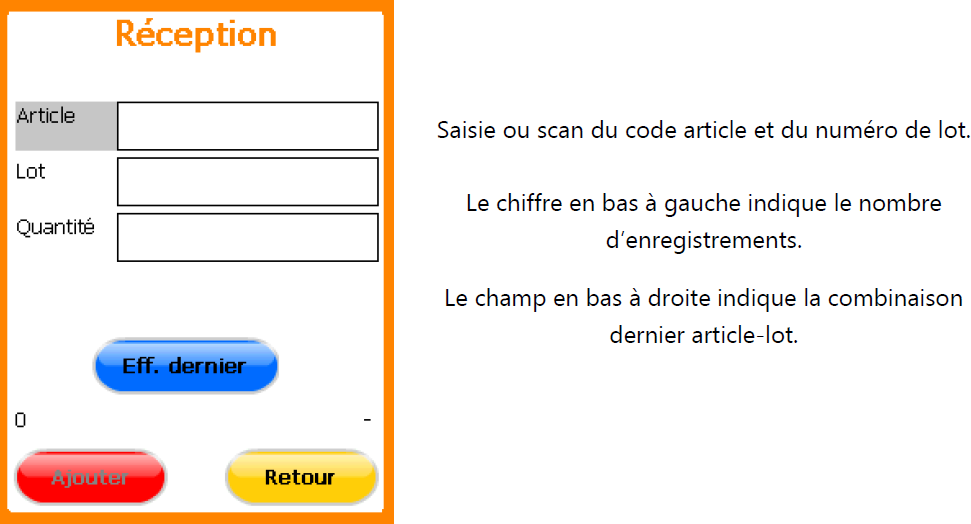 Réception
Article
Lot
Quantité
Eff. dernier
0 -
Ajouter Retour
Saisie ou scan du code article et du numéro de lot.
Le chiffre en bas à gauche indique le nombre
d’enregistrements.
Le champ en bas à droite indique la combinaison
dernier article-lot.